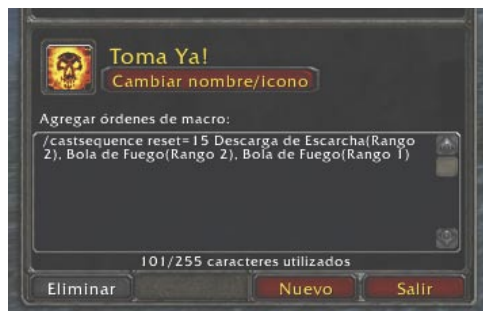 Toma Ya!
Cambiar nombre/icono
Agregar órdenes de macro:
/castsequence reset=15 Descarga de Escarcha(Rango
2), Bola de Fuego(Rango 2), Bola de Fuego(Rango 1)
101/255 caracteres utilizados
Eliminar
Nuevo
Salir